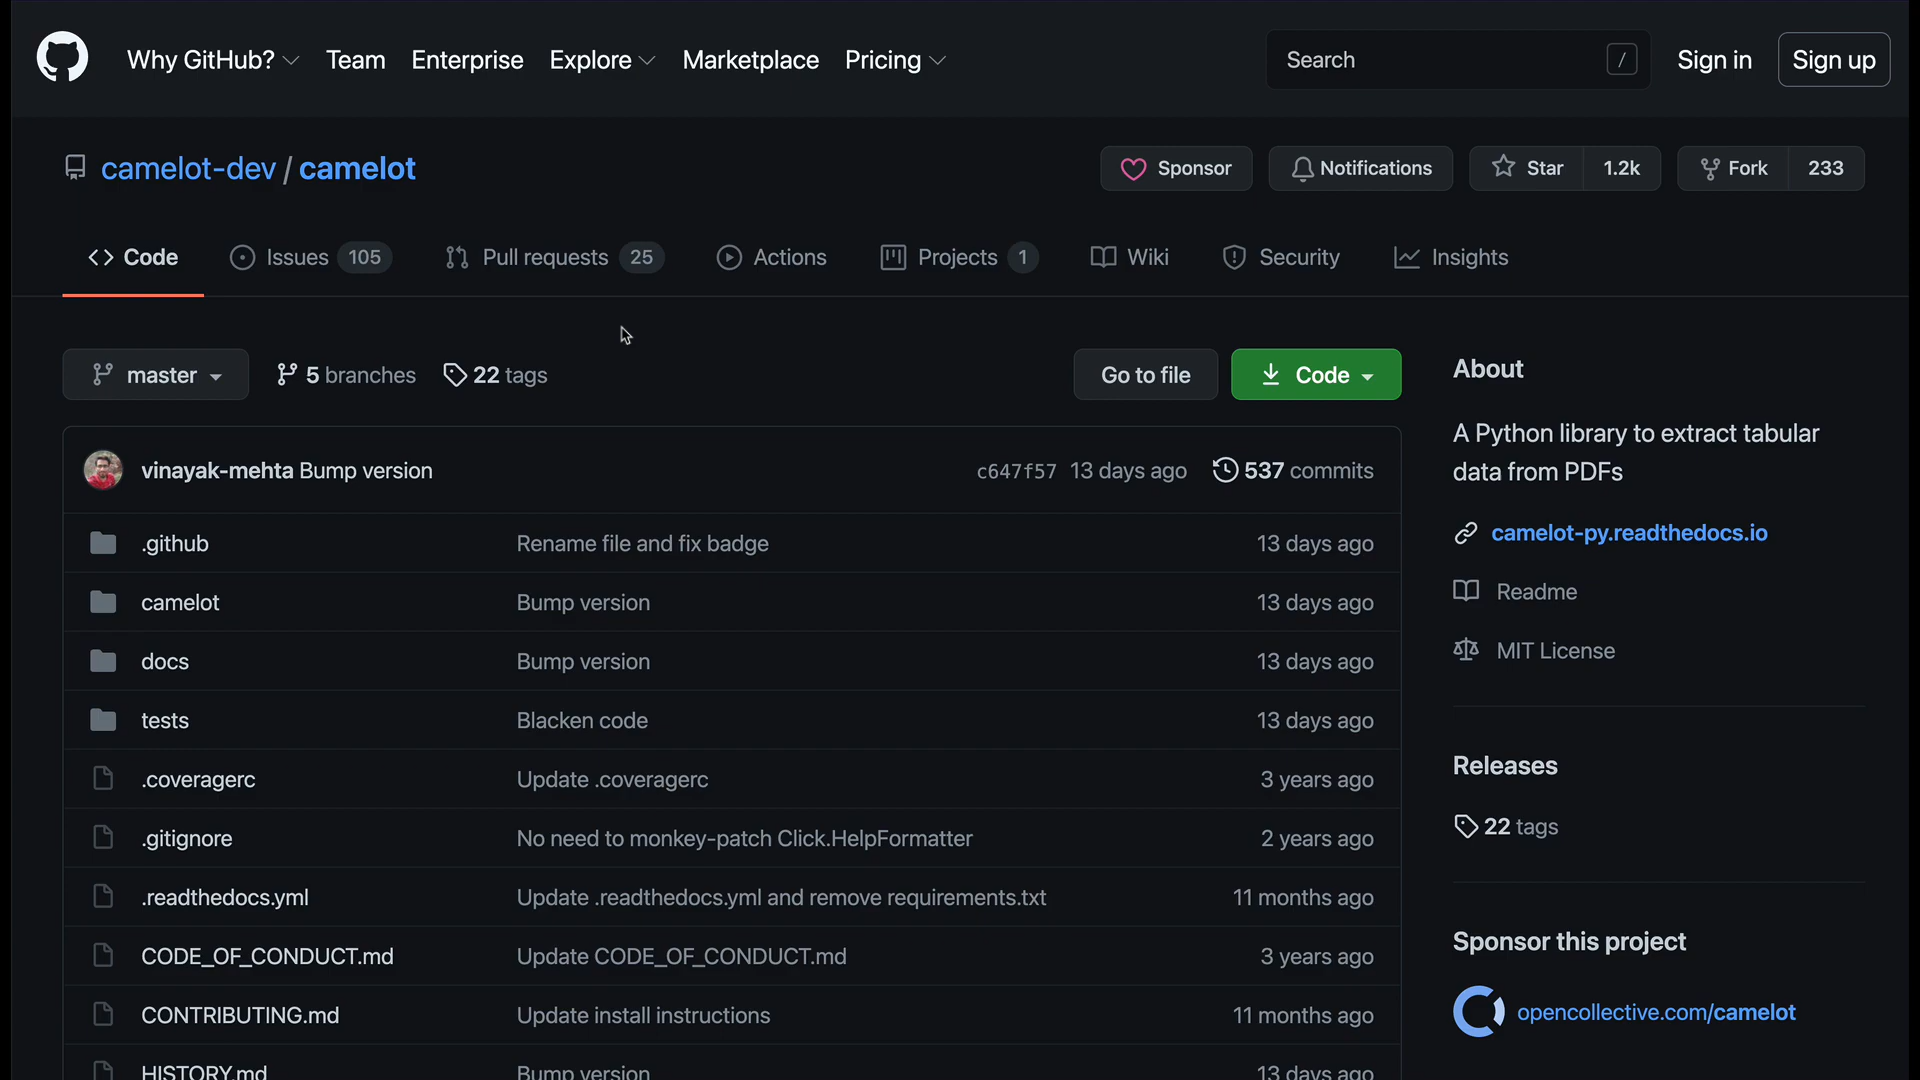 Why GitHub? Team Enterprise Explore Marketplace Pricing Search / Sign in Sign up
camelot-dev / camelot Sponsor Notifications Star 1.2k Fork 233
Code Issues 105 Pull requests 25 Actions Projects 1 Wiki Security Insights
master 5 branches 22 tags Go to file Code
vinayak-mehta Bump version c647f57 13 days ago 537 commits
.github Rename file and fix badge 13 days ago
camelot Bump version 13 days ago
docs Bump version 13 days ago
tests Blacken code 13 days ago
.coveragerc Update .coveragerc 3 years ago
.gitignore No need to monkey-patch Click.HelpFormatter 2 years ago
.readthedocs.yml Update .readthedocs.yml and remove requirements.txt 11 months ago
CODE_OF_CONDUCT.md Update CODE_OF_CONDUCT.md 3 years ago
CONTRIBUTING.md Update install instructions 11 months ago
HISTORY.md Bump version 13 days ago
About
A Python library to extract tabular
data from PDFs
camelot-py.readthedocs.io
Readme
MIT License
Releases
22 tags
Sponsor this project
opencollective.com/camelot